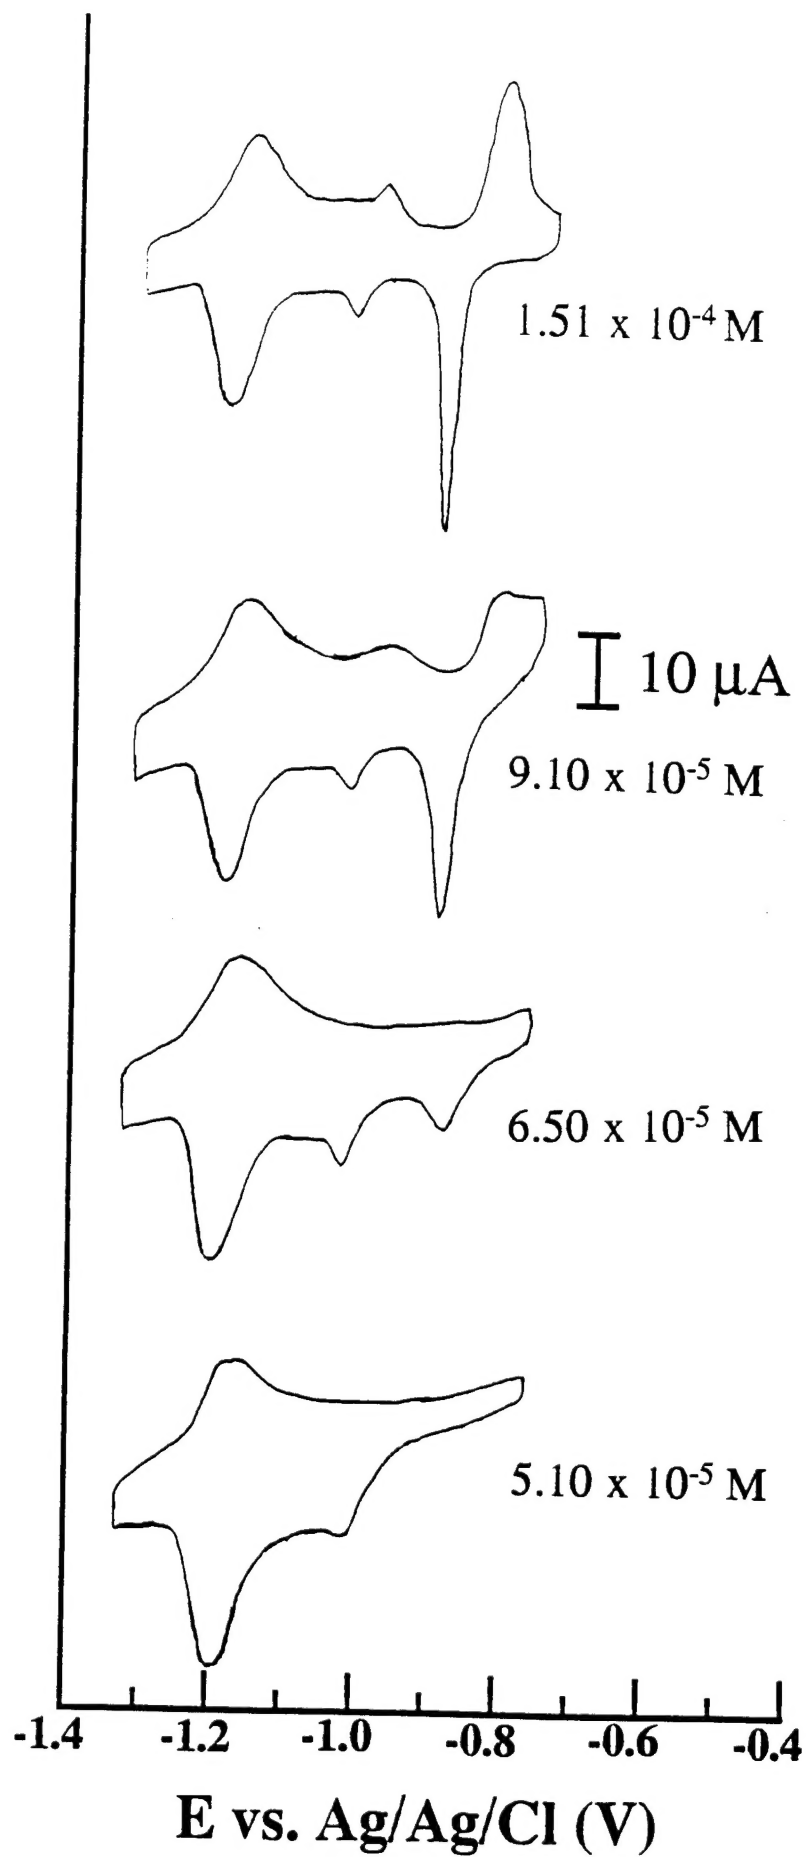 1.51 x 10⁻⁴ M
10 μA
9.10 x 10⁻⁵ M
6.50 x 10⁻⁵ M
5.10 x 10⁻⁵ M
-1.4 -1.2 -1.0 -0.8 -0.6 -0.4
E vs. Ag/Ag/Cl (V)